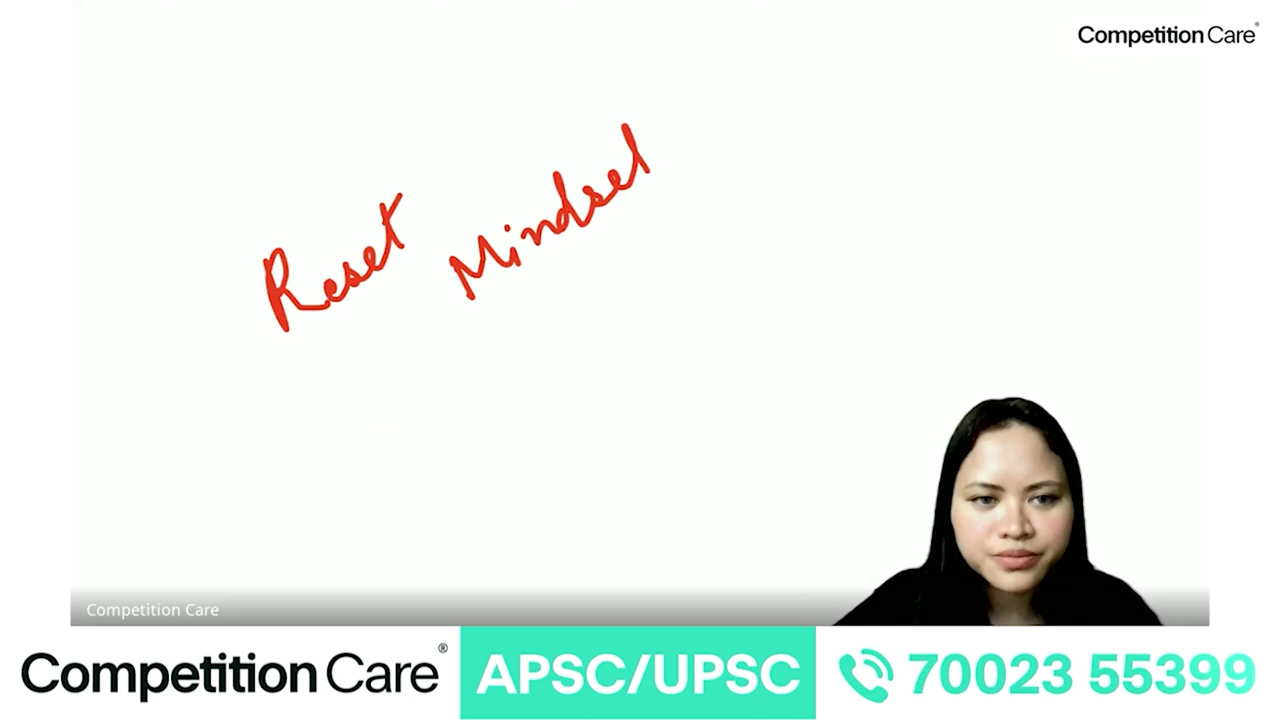 Competition Care®
Reset Mindset
Competition Care
Competition Care®
APSC/UPSC
70023 55399